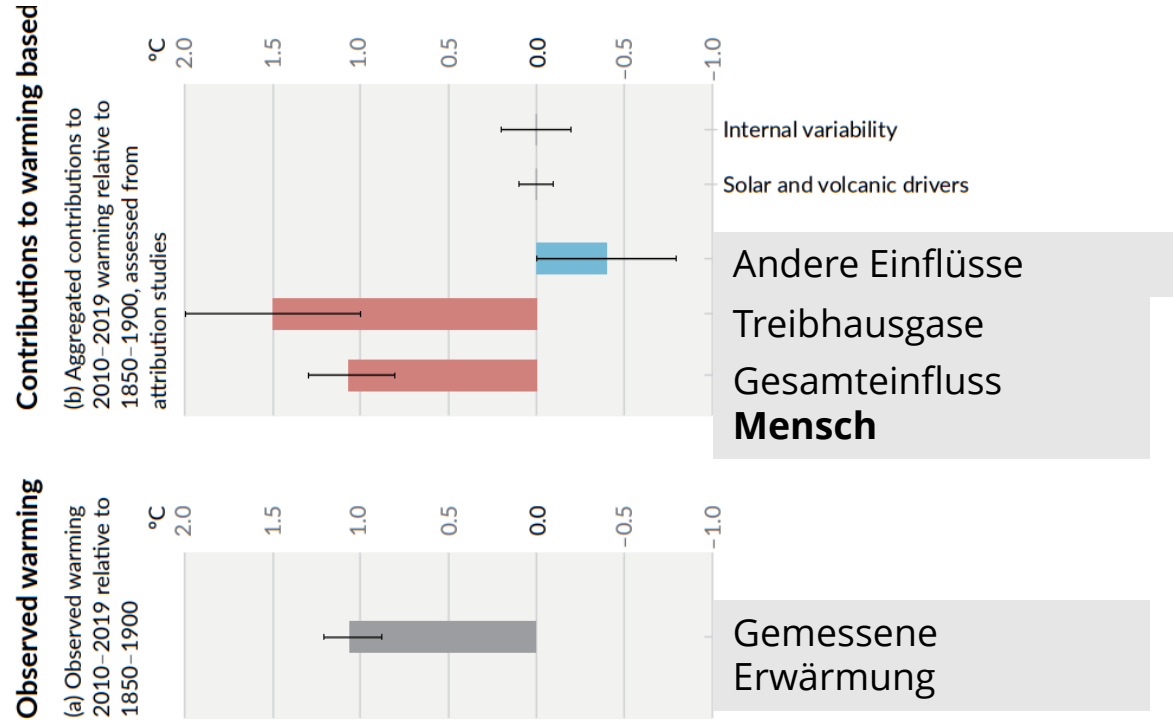 Contributions to warming based
(b) Aggregated contributions to
2010–2019 warming relative to
1850–1900, assessed from
attribution studies
°C
2.0
1.5
1.0
0.5
0.0
–0.5
–1.0
Internal variability
Solar and volcanic drivers
Andere Einflüsse
Treibhausgase
Gesamteinfluss
Mensch
Observed warming
(a) Observed warming
2010–2019 relative to
1850–1900
°C
2.0
1.5
1.0
0.5
0.0
–0.5
–1.0
Gemessene
Erwärmung